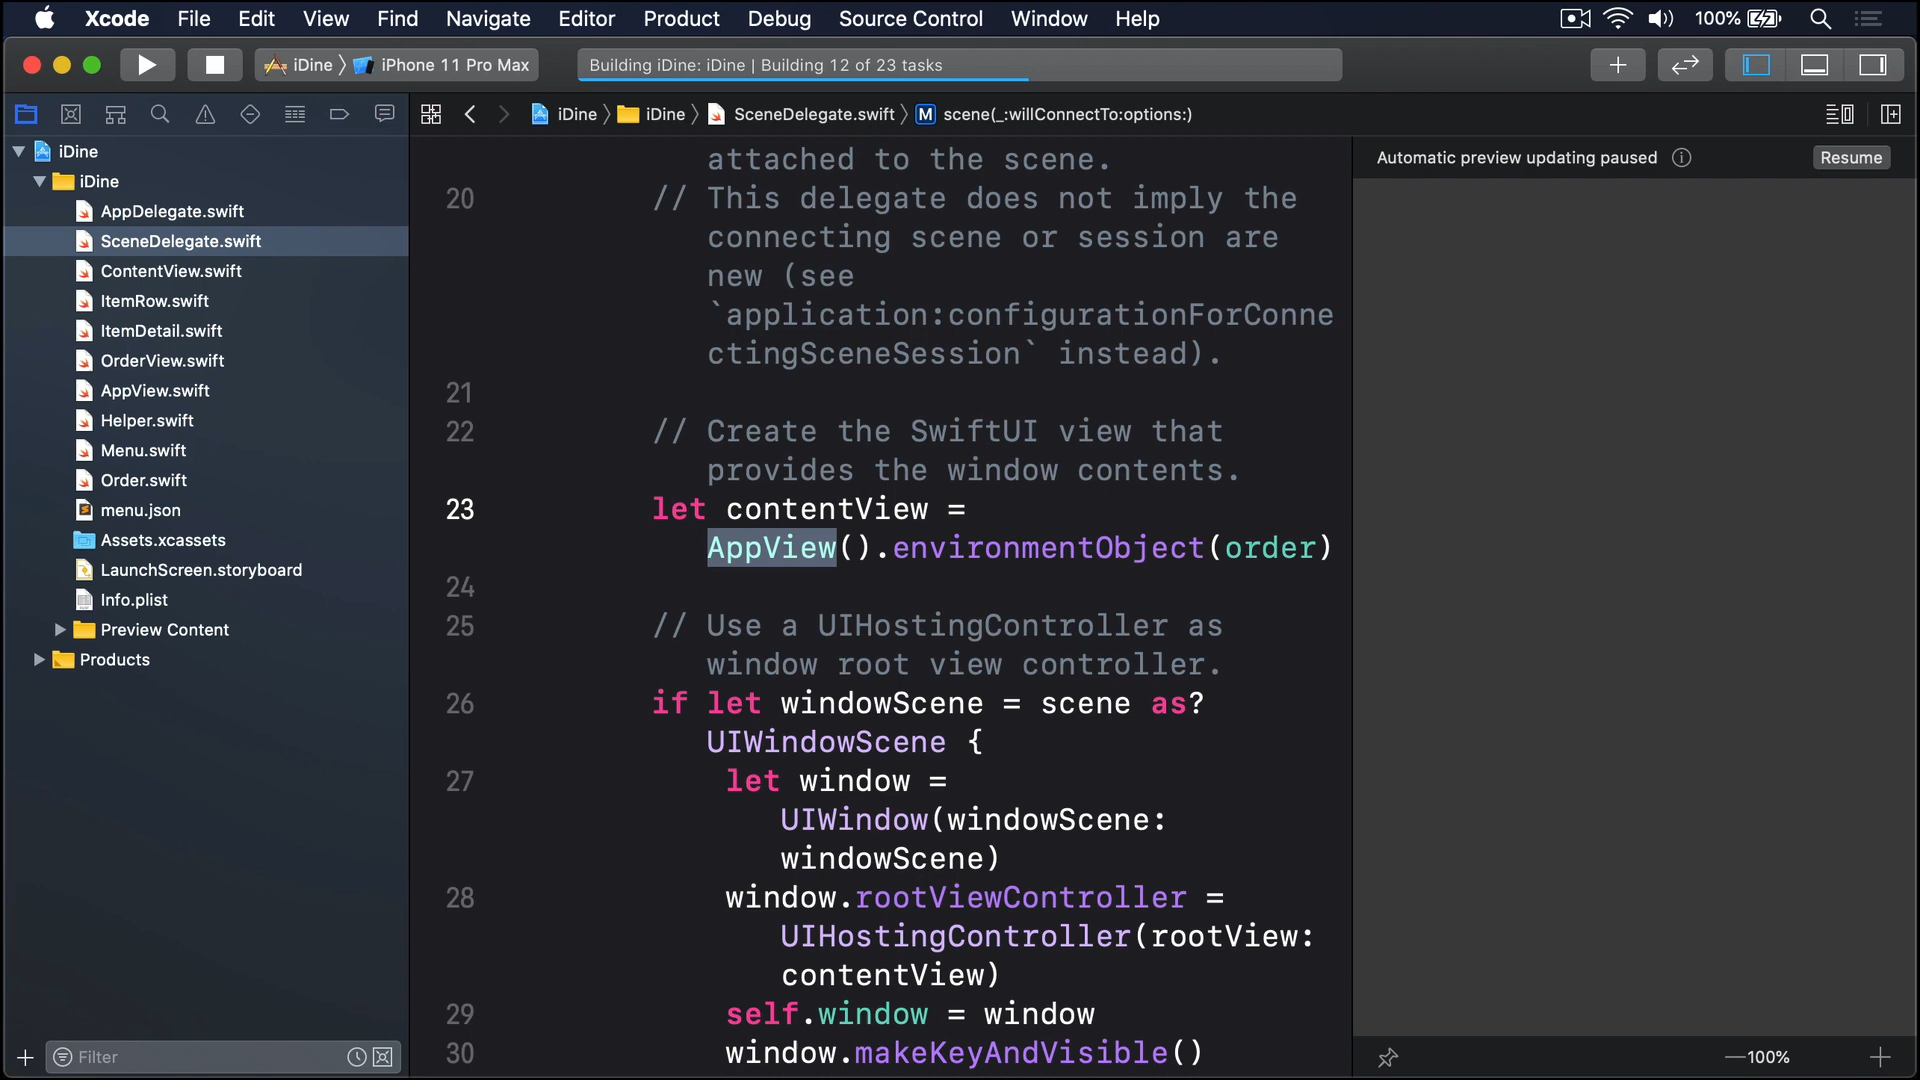 Xcode File Edit View Find Navigate Editor Product Debug Source Control Window Help 100%
iDine iPhone 11 Pro Max
Building iDine: iDine | Building 12 of 23 tasks
iDine iDine SceneDelegate.swift M scene(_:willConnectTo:options:)
iDine
iDine
AppDelegate.swift
SceneDelegate.swift
ContentView.swift
ItemRow.swift
ItemDetail.swift
OrderView.swift
AppView.swift
Helper.swift
Menu.swift
Order.swift
menu.json
Assets.xcassets
LaunchScreen.storyboard
Info.plist
Preview Content
Products
Filter
attached to the scene.
20 // This delegate does not imply the
connecting scene or session are
new (see
`application:configurationForConne
ctingSceneSession` instead).
21
22 // Create the SwiftUI view that
provides the window contents.
23 let contentView =
AppView().environmentObject(order)
24
25 // Use a UIHostingController as
window root view controller.
26 if let windowScene = scene as?
UIWindowScene {
27 let window =
UIWindow(windowScene:
windowScene)
28 window.rootViewController =
UIHostingController(rootView:
contentView)
29 self.window = window
30 window.makeKeyAndVisible()
Automatic preview updating paused Resume
100%